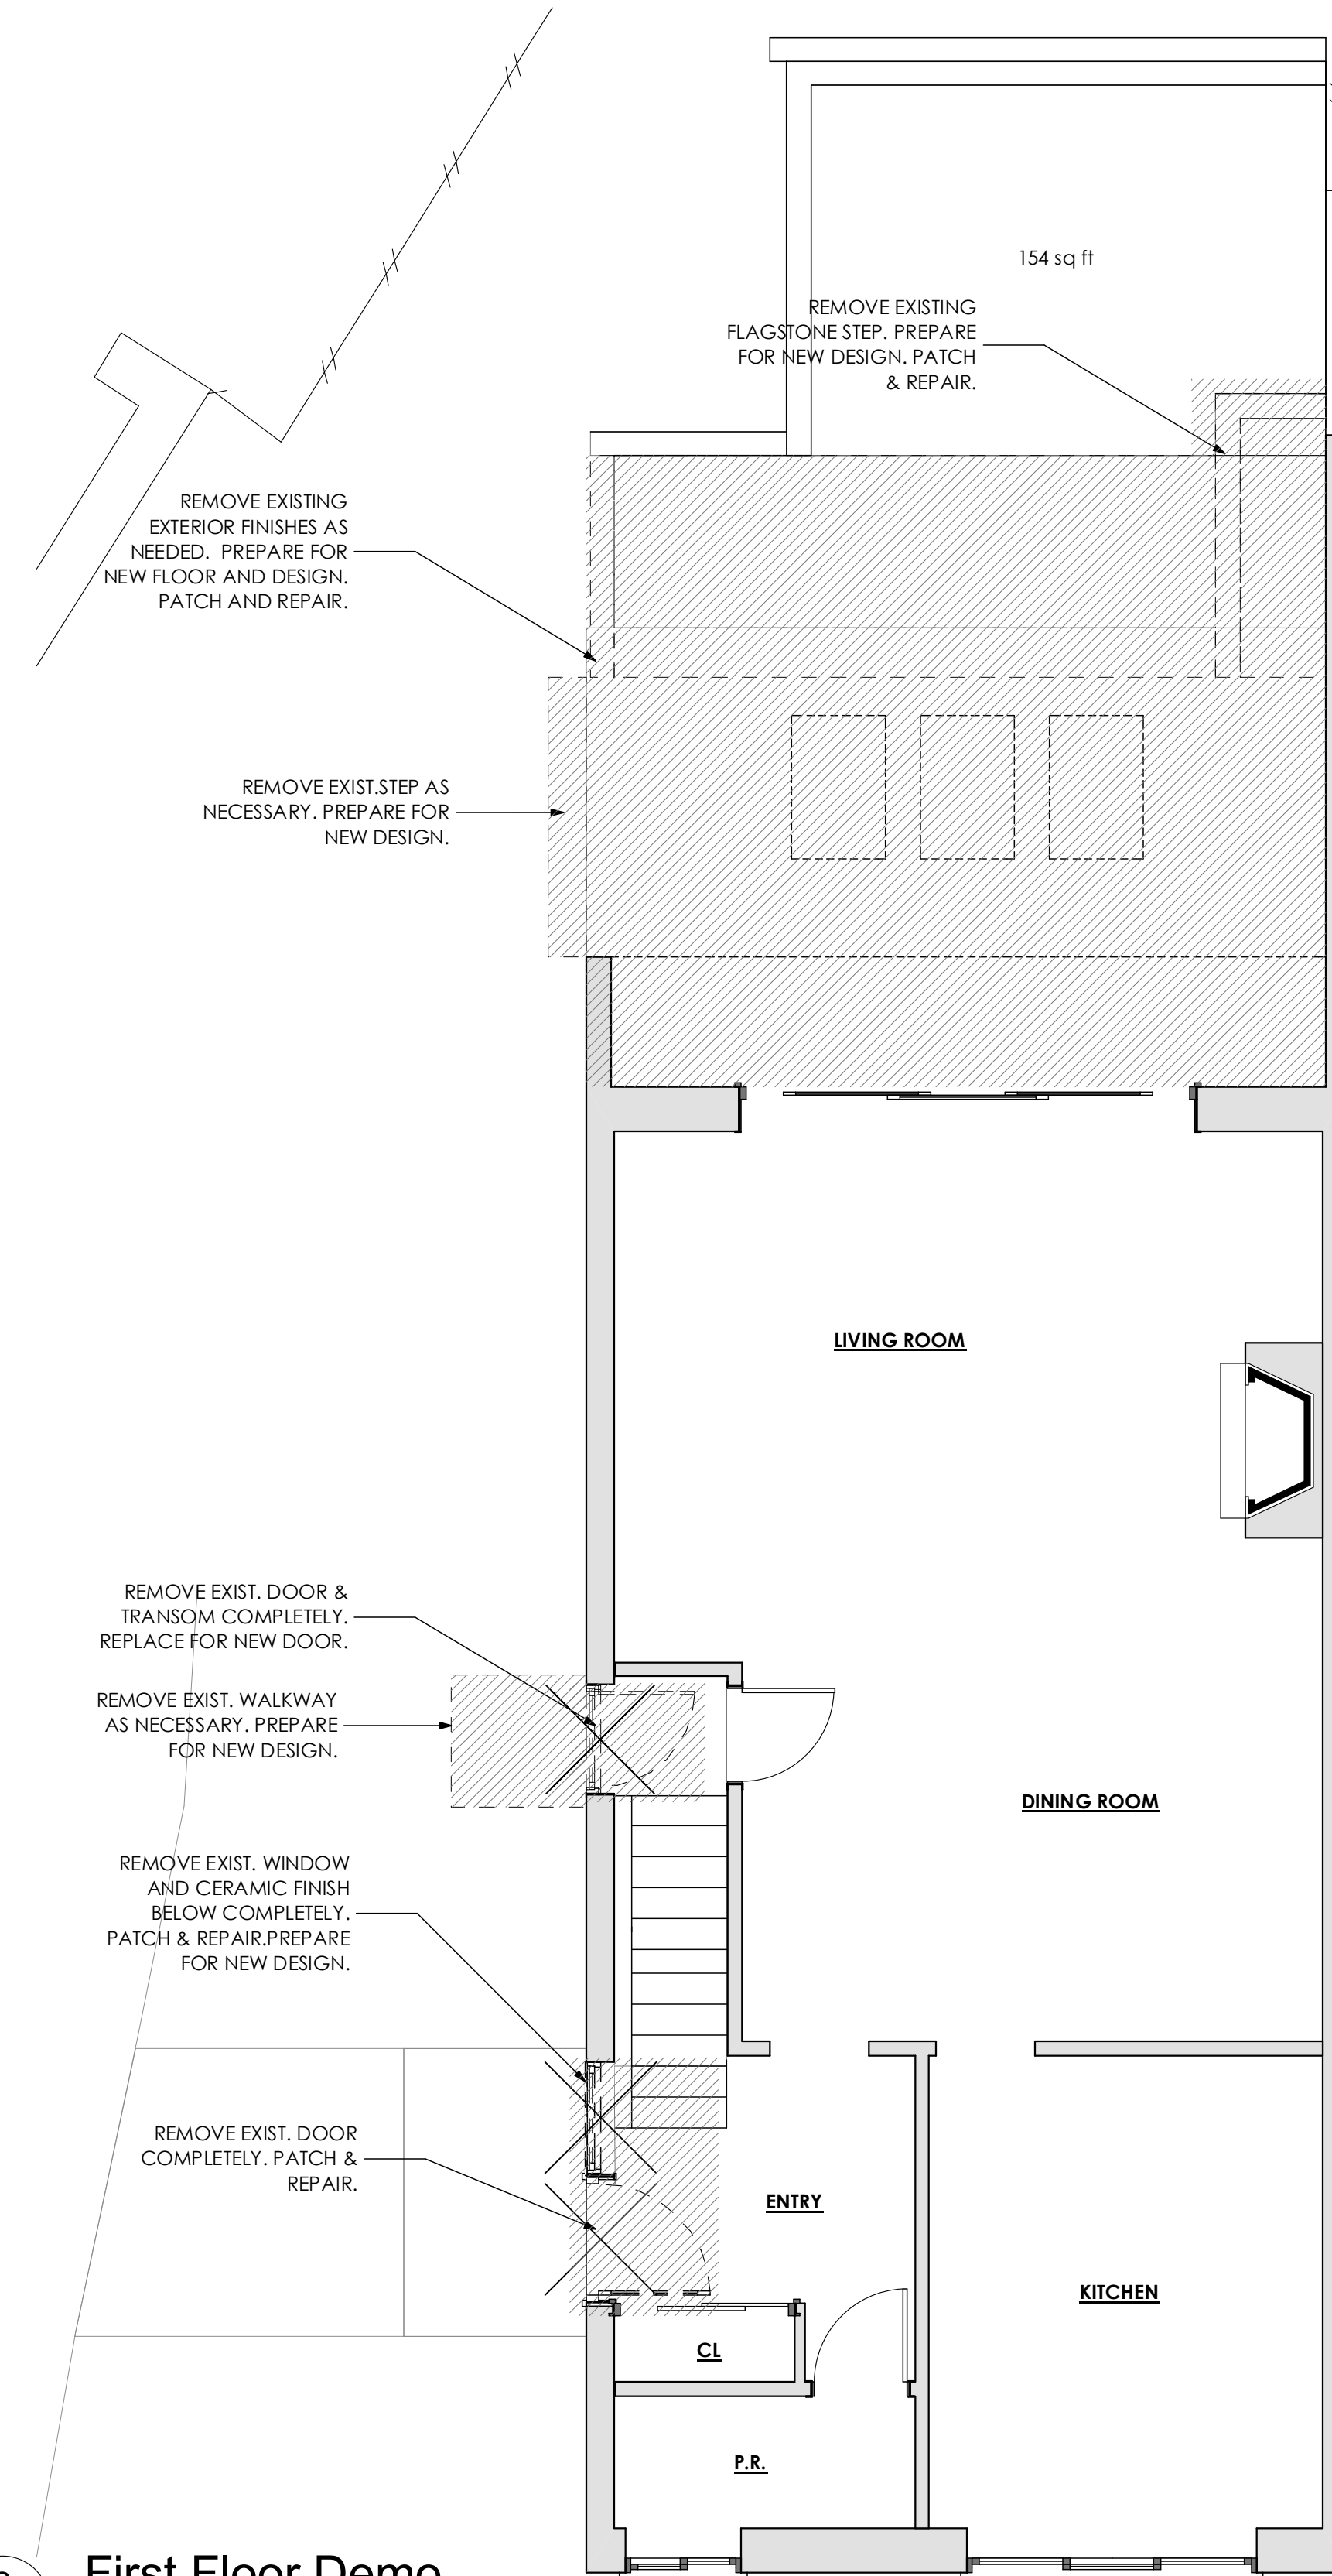 154 sq ft
REMOVE EXISTING
FLAGSTONE STEP. PREPARE
FOR NEW DESIGN. PATCH
& REPAIR.
REMOVE EXISTING
EXTERIOR FINISHES AS
NEEDED. PREPARE FOR
NEW FLOOR AND DESIGN.
PATCH AND REPAIR.
REMOVE EXIST.STEP AS
NECESSARY. PREPARE FOR
NEW DESIGN.
LIVING ROOM
REMOVE EXIST. DOOR &
TRANSOM COMPLETELY.
REPLACE FOR NEW DOOR.
REMOVE EXIST. WALKWAY
AS NECESSARY. PREPARE
FOR NEW DESIGN.
DINING ROOM
REMOVE EXIST. WINDOW
AND CERAMIC FINISH
BELOW COMPLETELY.
PATCH & REPAIR.PREPARE
FOR NEW DESIGN.
REMOVE EXIST. DOOR
COMPLETELY. PATCH &
REPAIR.
ENTRY
KITCHEN
CL
P.R.
First Floor Demo